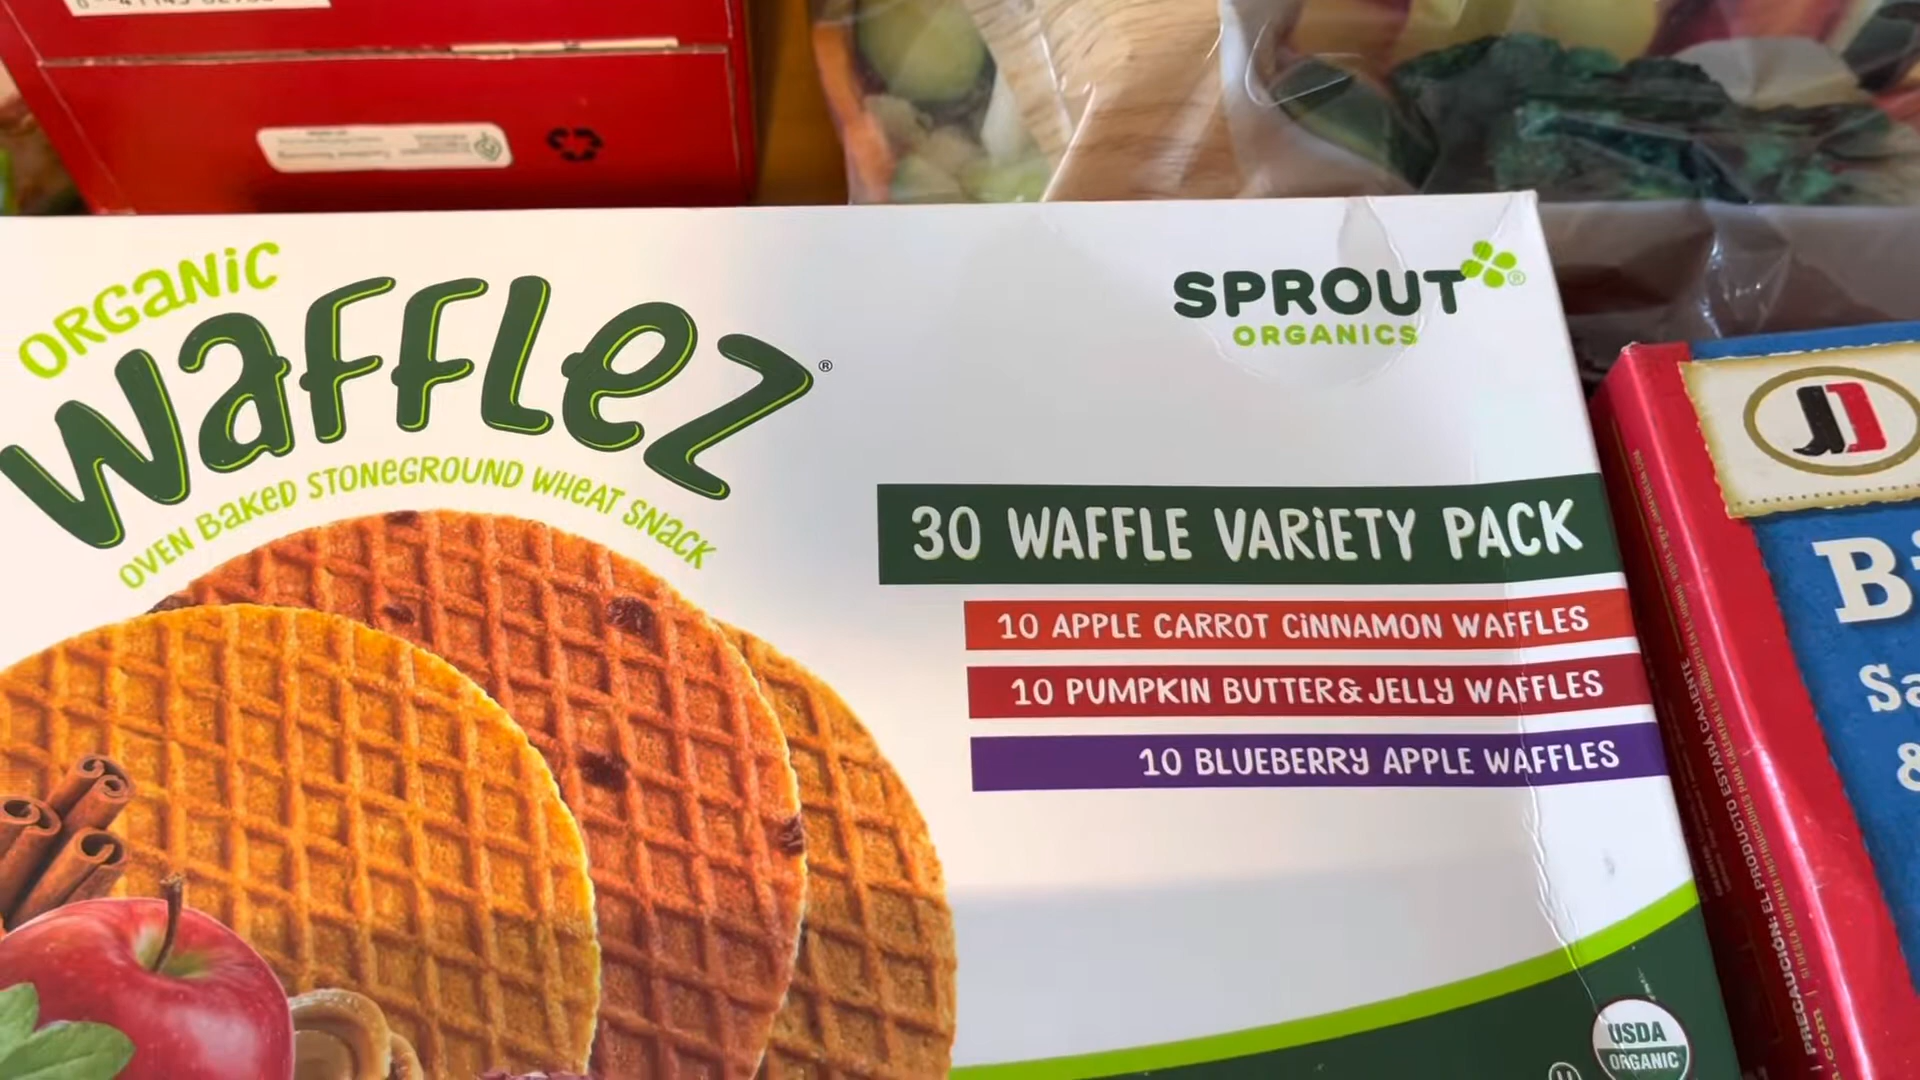 ORGANIC
WAFFLEZ®
OVEN BAKED STONEGROUND WHEAT SNACK
SPROUT®
ORGANICS
30 WAFFLE VARIETY PACK
10 APPLE CARROT CINNAMON WAFFLES
10 PUMPKIN BUTTER & JELLY WAFFLES
10 BLUEBERRY APPLE WAFFLES
USDA
ORGANIC
U
PRECAUCIÓN: EL PRODUCTO ESTARÁ CALIENTE
B
Sa
&